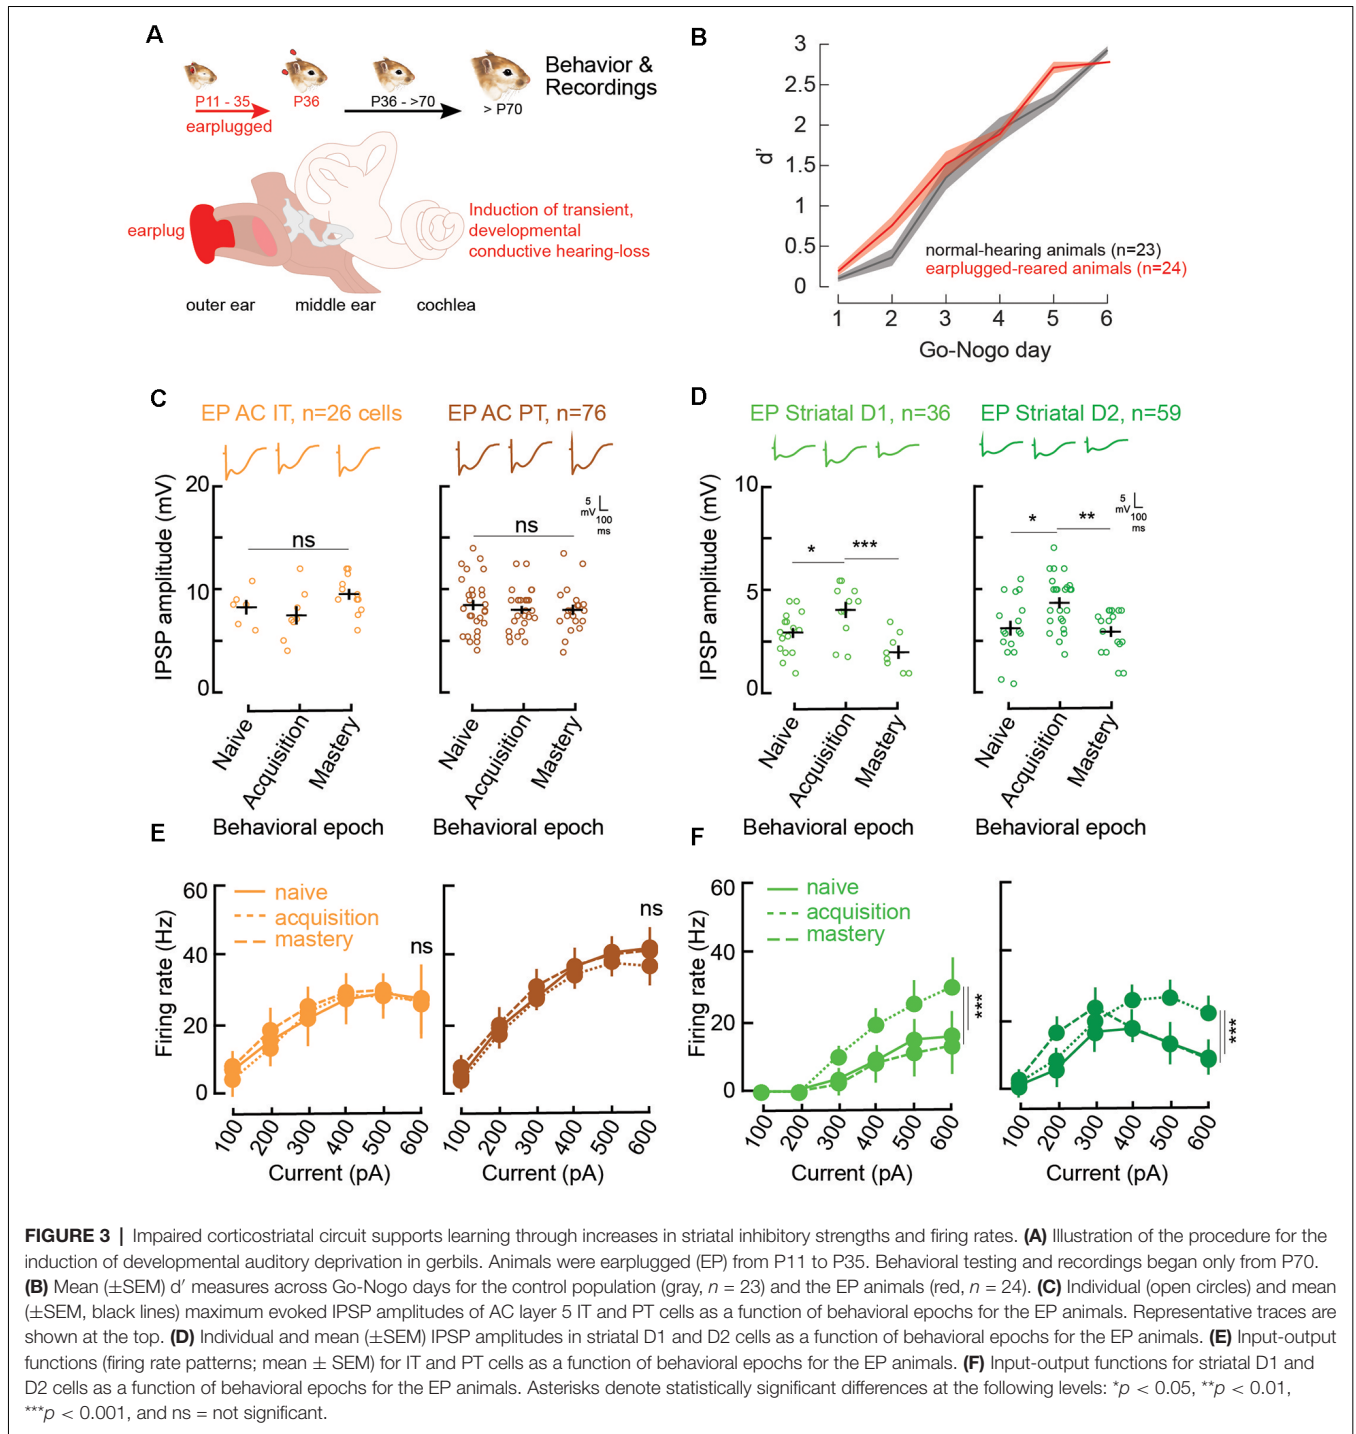 A
P11 - 35
earplugged
P36
P36 - >70
> P70
Behavior &
Recordings
earplug
Induction of transient,
developmental
conductive hearing-loss
outer ear
middle ear
cochlea
B
3
2.5
2
1.5
1
0.5
0
d'
normal-hearing animals (n=23)
earplugged-reared animals (n=24)
1 2 3 4 5 6
Go-Nogo day
C
EP AC IT, n=26 cells
EP AC PT, n=76
IPSP amplitude (mV)
20
10
0
ns
ns
5
mV
100
ms
Naive
Acquisition
Mastery
Behavioral epoch
Naive
Acquisition
Mastery
Behavioral epoch
D
EP Striatal D1, n=36
EP Striatal D2, n=59
IPSP amplitude (mV)
10
5
0
* ***
* **
5
mV
100
ms
Naive
Acquisition
Mastery
Behavioral epoch
Naive
Acquisition
Mastery
Behavioral epoch
E
Firing rate (Hz)
60
40
20
0
naive
acquisition
mastery
ns
ns
100 200 300 400 500 600
Current (pA)
100 200 300 400 500 600
Current (pA)
F
Firing rate (Hz)
60
40
20
0
naive
acquisition
mastery
***
***
100 200 300 400 500 600
Current (pA)
100 200 300 400 500 600
Current (pA)
FIGURE 3 | Impaired corticostriatal circuit supports learning through increases in striatal inhibitory strengths and firing rates. (A) Illustration of the procedure for the
induction of developmental auditory deprivation in gerbils. Animals were earplugged (EP) from P11 to P35. Behavioral testing and recordings began only from P70.
(B) Mean (±SEM) d′ measures across Go-Nogo days for the control population (gray, n = 23) and the EP animals (red, n = 24). (C) Individual (open circles) and mean
(±SEM, black lines) maximum evoked IPSP amplitudes of AC layer 5 IT and PT cells as a function of behavioral epochs for the EP animals. Representative traces are
shown at the top. (D) Individual and mean (±SEM) IPSP amplitudes in striatal D1 and D2 cells as a function of behavioral epochs for the EP animals. (E) Input-output
functions (firing rate patterns; mean ± SEM) for IT and PT cells as a function of behavioral epochs for the EP animals. (F) Input-output functions for striatal D1 and
D2 cells as a function of behavioral epochs for the EP animals. Asterisks denote statistically significant differences at the following levels: *p < 0.05, **p < 0.01,
***p < 0.001, and ns = not significant.